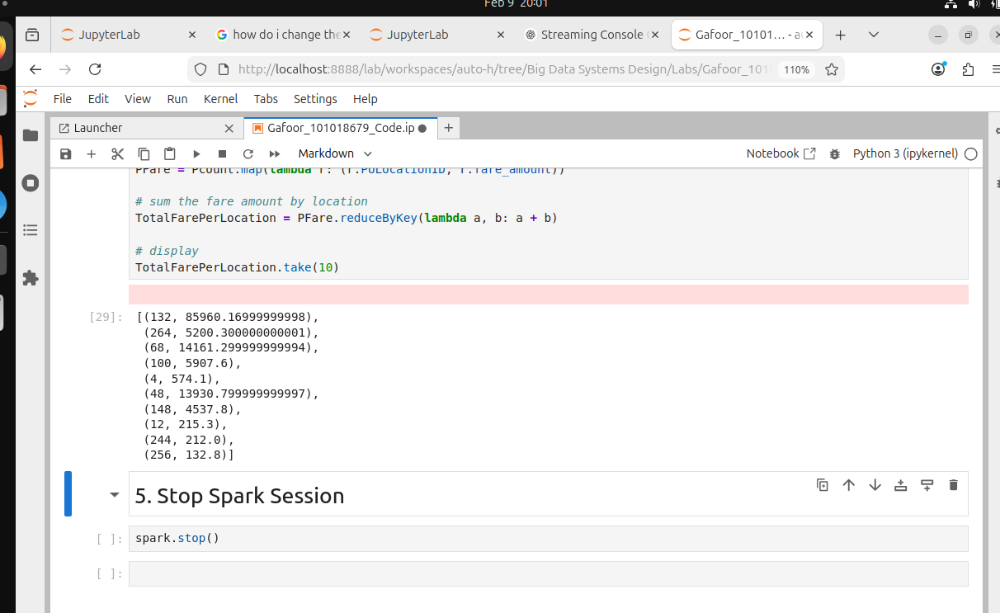 Feb 9 20:01
JupyterLab
how do i change the
JupyterLab
Streaming Console
Gafoor_10101… — a
http://localhost:8888/lab/workspaces/auto-h/tree/Big Data Systems Design/Labs/Gafoor_101
110%
File Edit View Run Kernel Tabs Settings Help
Launcher
Gafoor_101018679_Code.ip
Markdown
Notebook
Python 3 (ipykernel)
PFare = Pcount.map(lambda r: (r.PULocationID, r.fare_amount))
# sum the fare amount by location
TotalFarePerLocation = PFare.reduceByKey(lambda a, b: a + b)
# display
TotalFarePerLocation.take(10)
[29]: [(132, 85960.16999999998),
(264, 5200.300000000001),
(68, 14161.299999999994),
(100, 5907.6),
(4, 574.1),
(48, 13930.799999999997),
(148, 4537.8),
(12, 215.3),
(244, 212.0),
(256, 132.8)]
5. Stop Spark Session
[ ]: spark.stop()
[ ]: